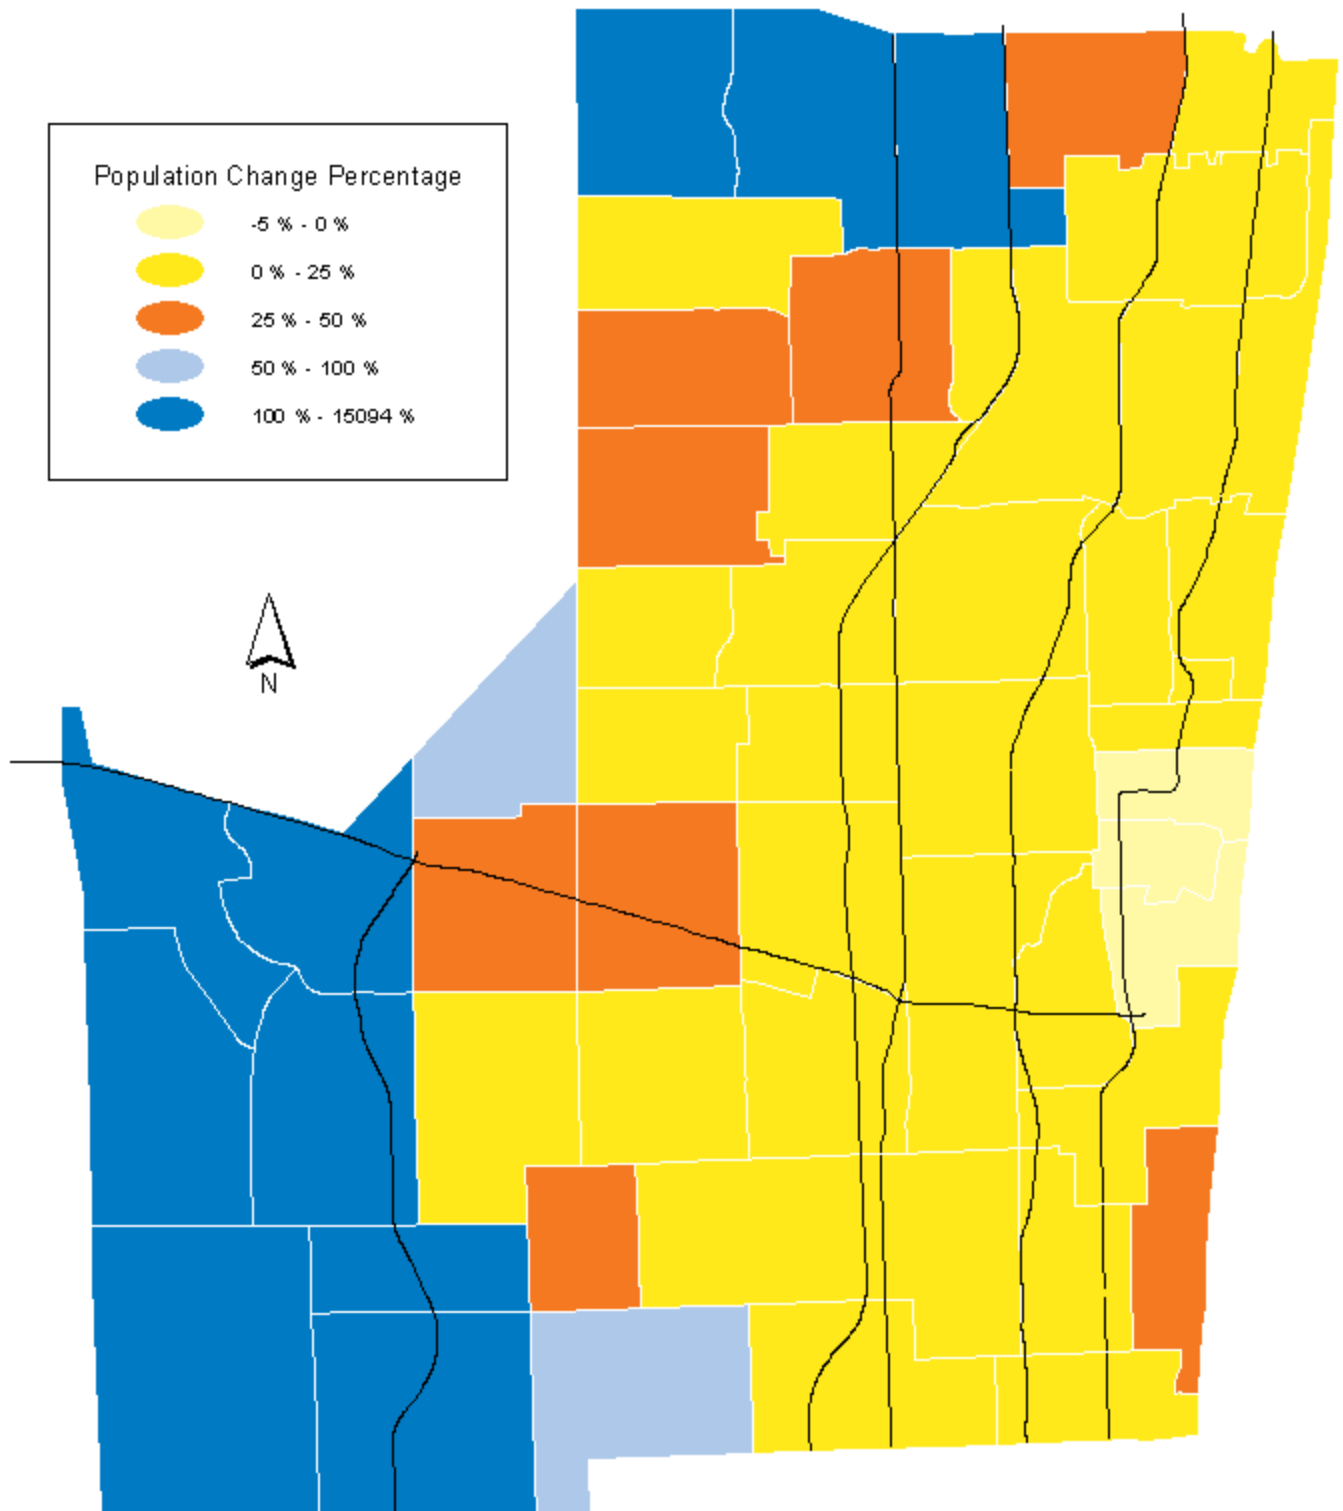 Population Change Percentage
-5 % - 0 %
0 % - 25 %
25 % - 50 %
50 % - 100 %
100 % - 15094 %
N